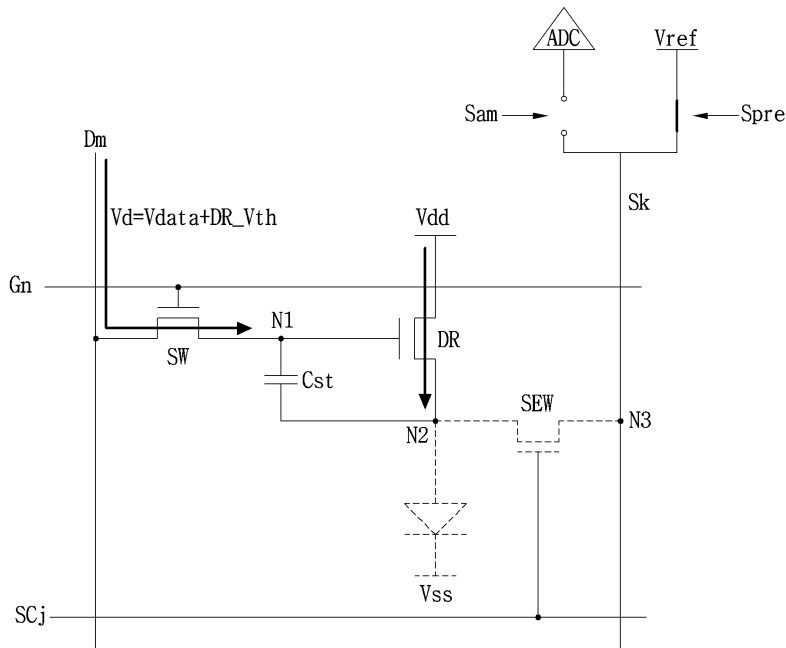 ADC
Vref
Sam
Spre
Dm
Sk
Vd=Vdata+DR_Vth
Vdd
Gn
N1
DR
SW
Cst
SEW
N2
N3
Vss
SCj